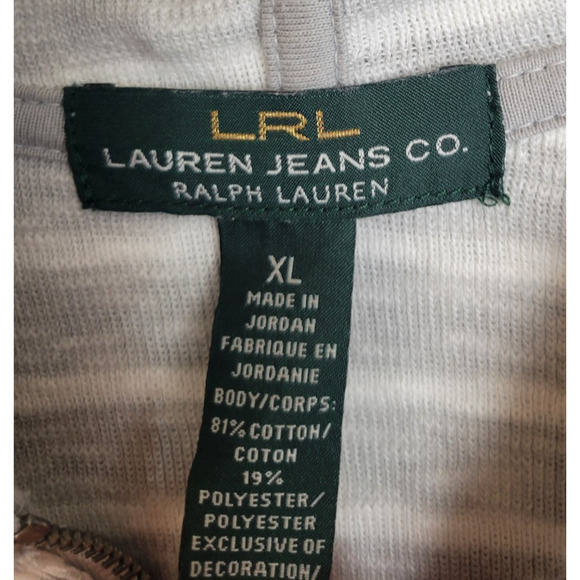 LRL
LAUREN JEANS CO.
RALPH LAUREN
XL
MADE IN
JORDAN
FABRIQUE EN
JORDANIE
BODY/CORPS:
81% COTTON/
COTON
19%
POLYESTER/
POLYESTER
EXCLUSIVE OF
DECORATION/